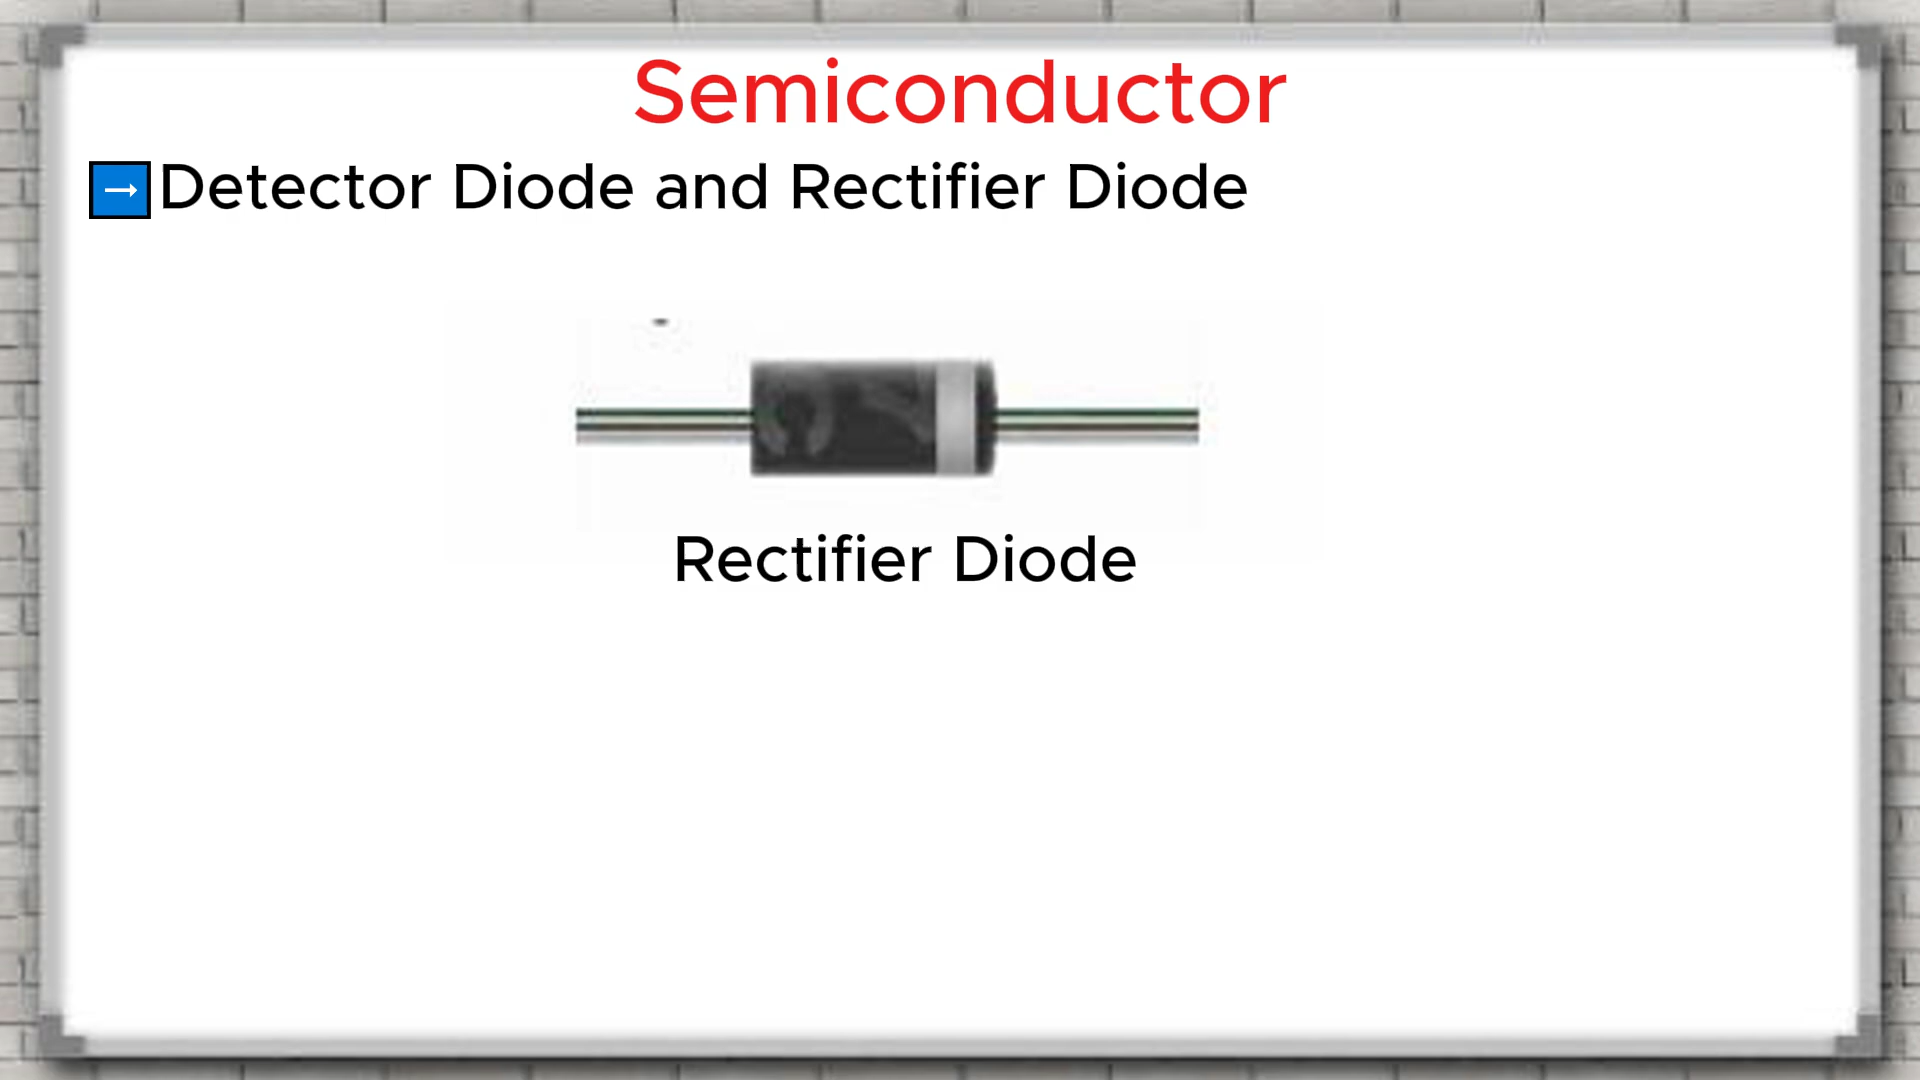 Semiconductor
→ Detector Diode and Rectifier Diode
Rectifier Diode